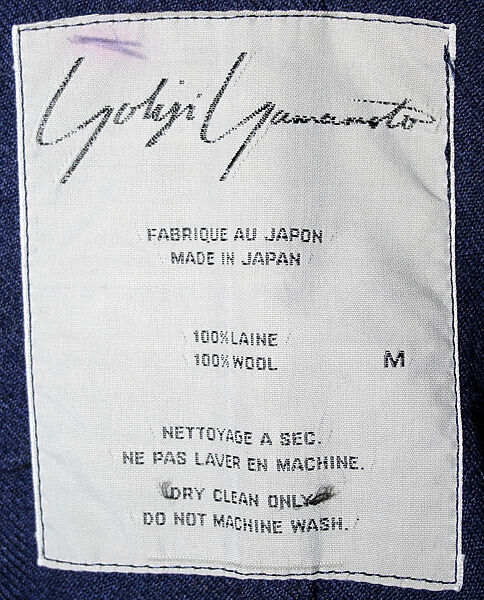 Yohji Yamamoto
FABRIQUE AU JAPON
MADE IN JAPAN
100% LAINE
100% WOOL
M
NETTOYAGE A SEC.
NE PAS LAVER EN MACHINE.
DRY CLEAN ONLY
DO NOT MACHINE WASH.